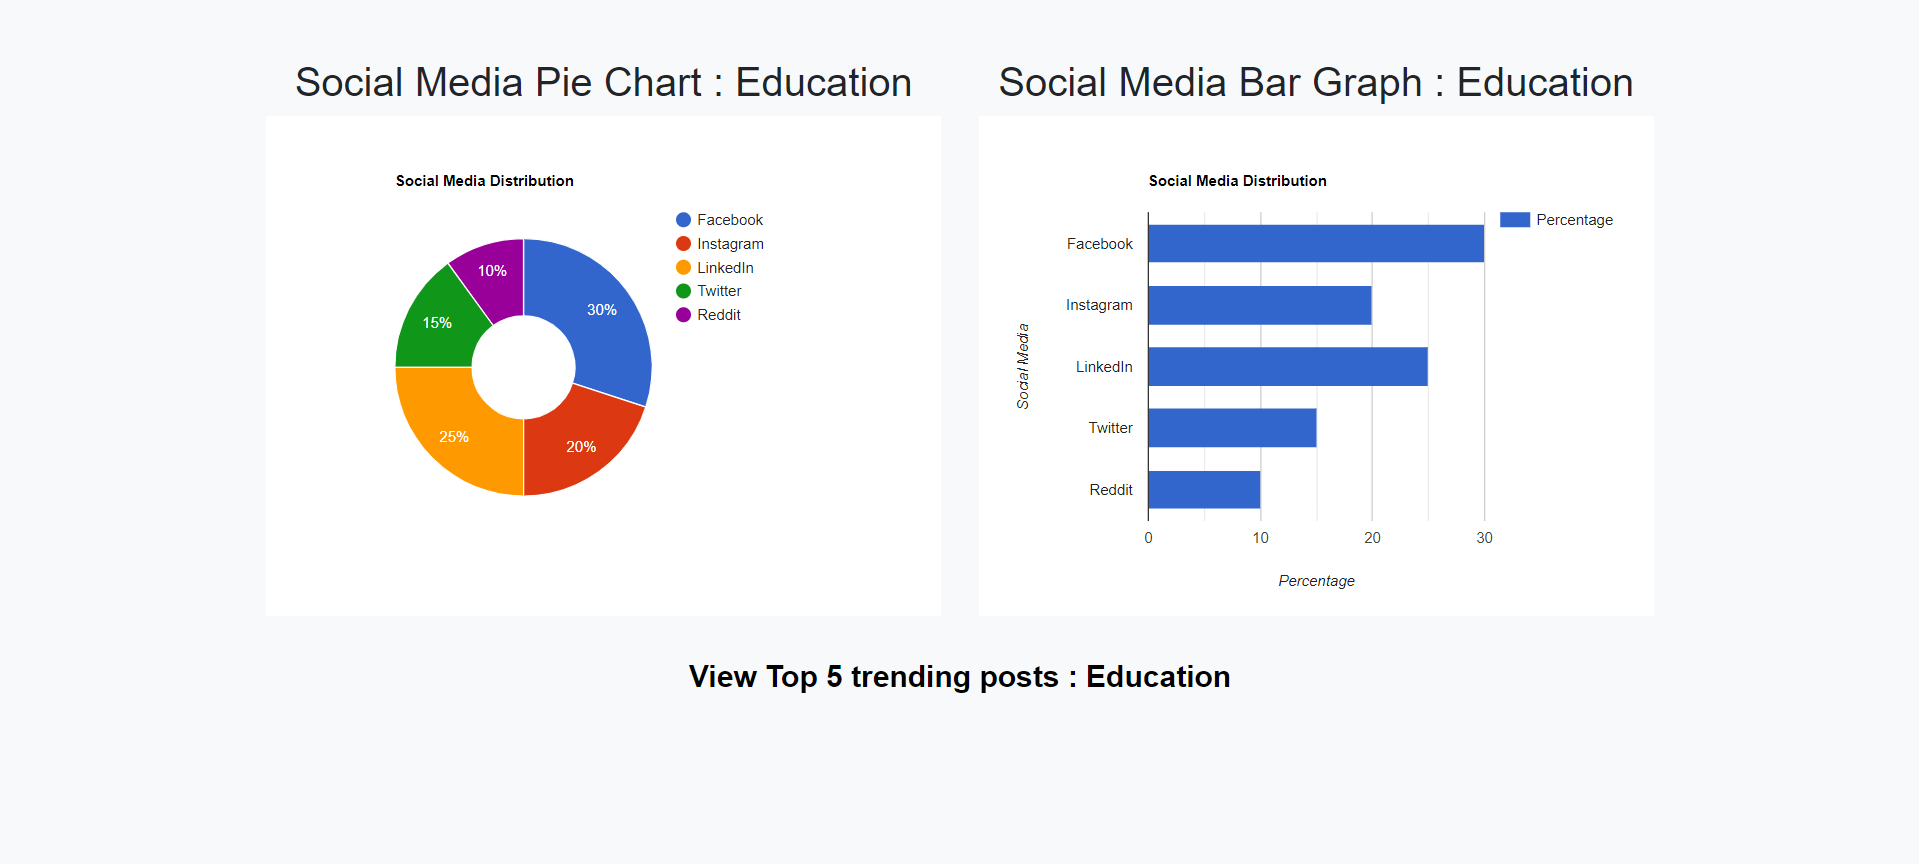 Social Media Pie Chart : Education
Social Media Distribution
Facebook
Instagram
LinkedIn
Twitter
Reddit
10%
30%
15%
25%
20%
Social Media Bar Graph : Education
Social Media Distribution
Percentage
Social Media
Facebook
Instagram
LinkedIn
Twitter
Reddit
0 10 20 30
Percentage
View Top 5 trending posts : Education